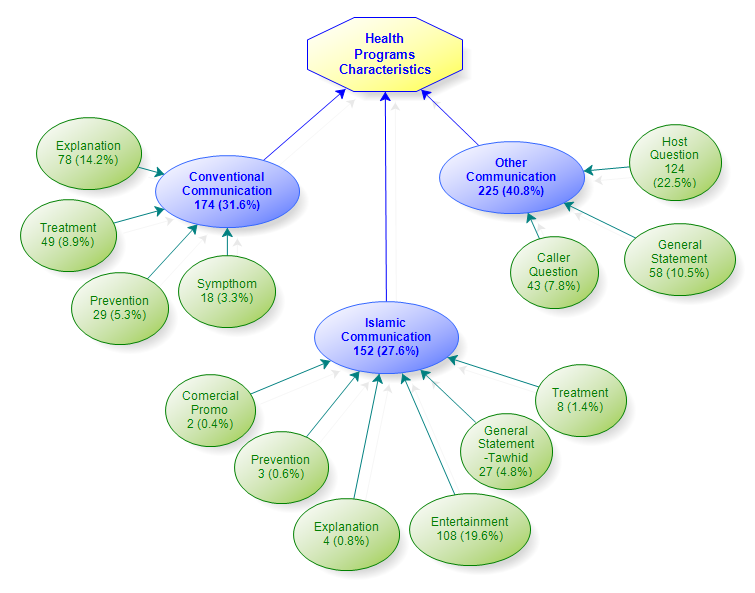 Health
Programs
Characteristics
Explanation
78 (14.2%)
Conventional
Communication
174 (31.6%)
Other
Communication
225 (40.8%)
Host
Question
124
(22.5%)
Treatment
49 (8.9%)
Prevention
29 (5.3%)
Sympthom
18 (3.3%)
Caller
Question
43 (7.8%)
General
Statement
58 (10.5%)
Islamic
Communication
152 (27.6%)
Comercial
Promo
2 (0.4%)
Prevention
3 (0.6%)
Explanation
4 (0.8%)
Entertainment
108 (19.6%)
General
Statement
-Tawhid
27 (4.8%)
Treatment
8 (1.4%)